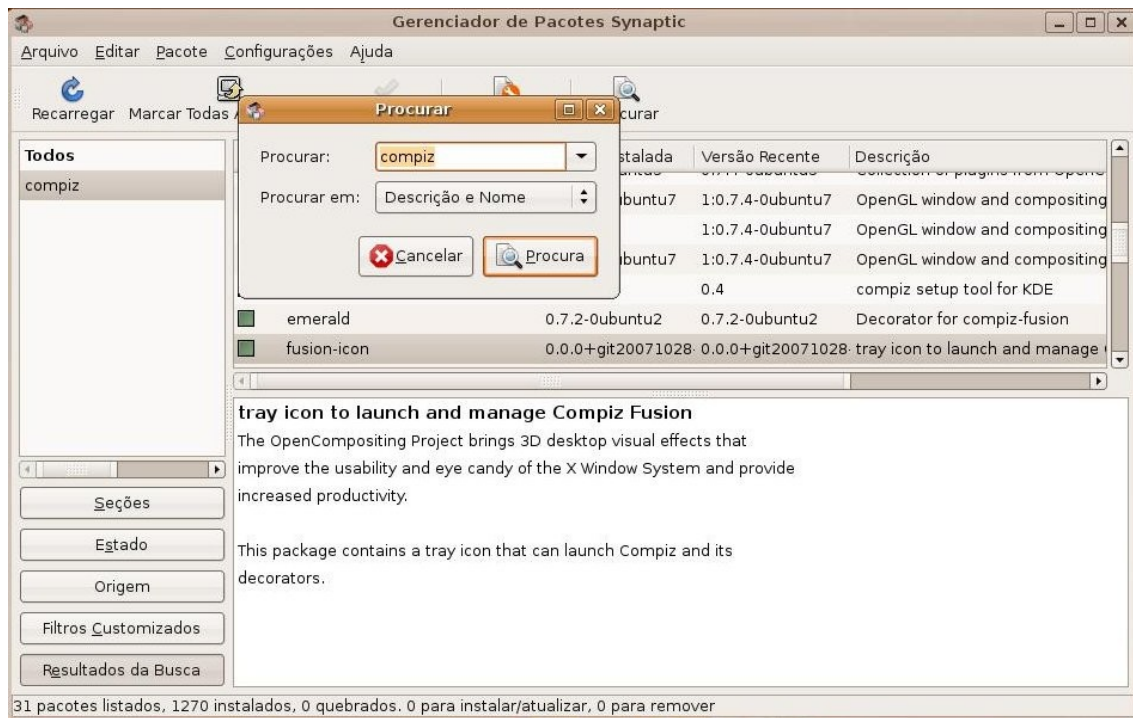 Gerenciador de Pacotes Synaptic
Arquivo Editar Pacote Configurações Ajuda
Recarregar Marcar Todas
Procurar
Procurar: compiz
Procurar em: Descrição e Nome
Cancelar Procura
Todos
compiz
Versão Recente Descrição
1:0.7.4-0ubuntu7 OpenGL window and compositing
1:0.7.4-0ubuntu7 OpenGL window and compositing
1:0.7.4-0ubuntu7 OpenGL window and compositing
0.4 compiz setup tool for KDE
emerald 0.7.2-0ubuntu2 0.7.2-0ubuntu2 Decorator for compiz-fusion
fusion-icon 0.0.0+git20071028- 0.0.0+git20071028- tray icon to launch and manage
tray icon to launch and manage Compiz Fusion
The OpenCompositing Project brings 3D desktop visual effects that
improve the usability and eye candy of the X Window System and provide
increased productivity.
This package contains a tray icon that can launch Compiz and its
decorators.
Seções
Estado
Origem
Filtros Customizados
Resultados da Busca
31 pacotes listados, 1270 instalados, 0 quebrados. 0 para instalar/atualizar, 0 para remover